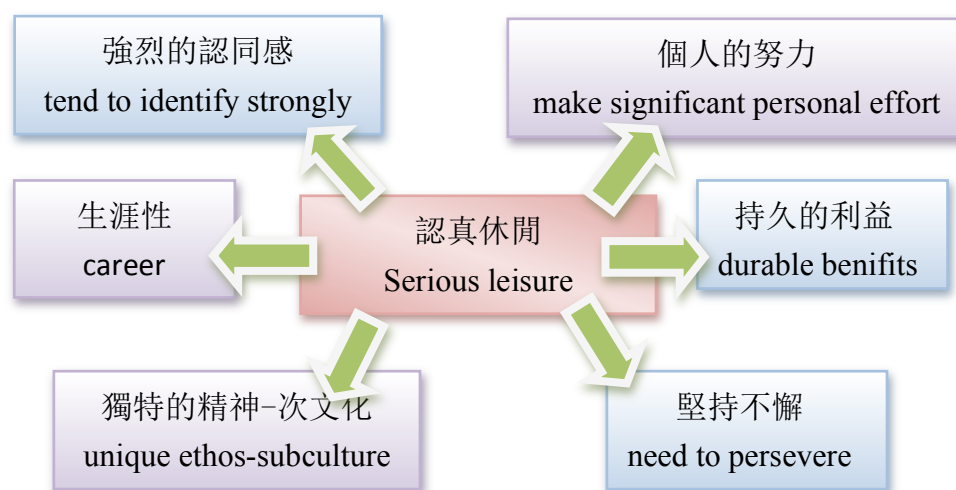 強烈的認同感
tend to identify strongly
個人的努力
make significant personal effort
生涯性
career
認真休閒
Serious leisure
持久的利益
durable benifits
獨特的精神-次文化
unique ethos-subculture
堅持不懈
need to persevere